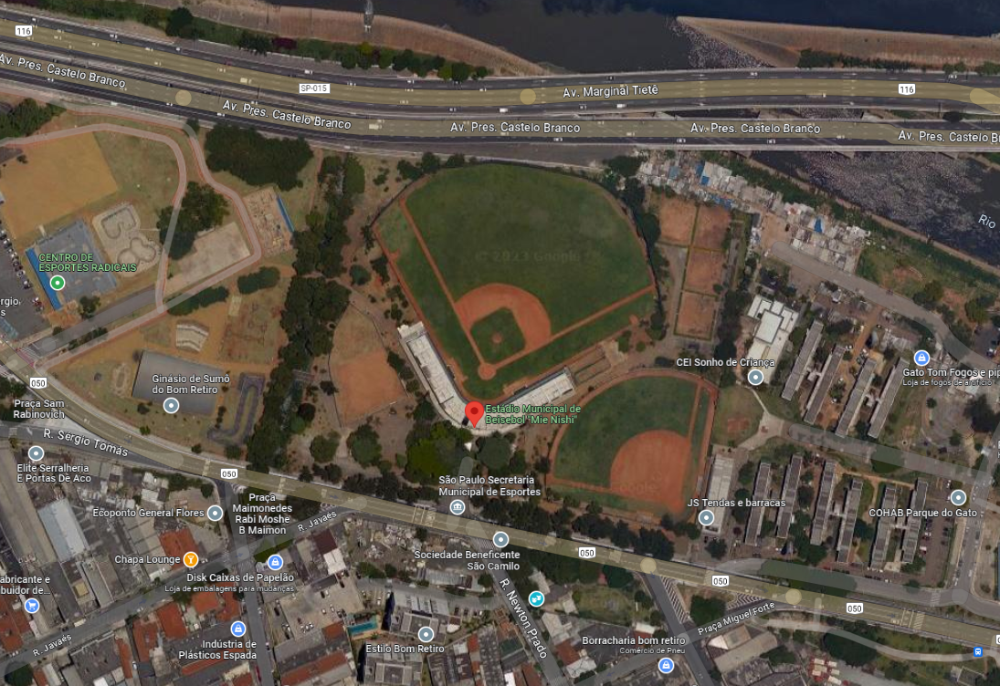 116
Av. Pres. Castelo Branco
SP-015
Av. Marginal Tietê
116
Av. Pres. Castelo Branco
Av. Pres. Castelo Branco
Av. Pres. Castelo Branco
Av. Pres. Castelo B
Rio
CENTRO DE
ESPORTES RADICAIS
ergio,
s
050
Ginásio de Sumô
do Bom Retiro
Praça Sam
Rabinovich
Estádio Municipal de
Beisebol "Mie Nishi"
CEI Sonho de Criança
Gato Tom Fogos e pip
Loja de fogos de artifício
R. Sergio Tomás
Elite Serralheria
E Portas De Aço
050
São Paulo Secretaria
Municipal de Esportes
JS Tendas e barracas
COHAB Parque do Gato
Ecoponto General Flores
Praça
Maimonedes
Rabi Moshe
B Maimon
R. Javaés
Chapa Lounge
Disk Caixas de Papelão
Loja de embalagens para mudanças
Sociedade Beneficente
São Camilo
050
050
050
abricante e
buidor de...
R. Newton Prado
Praça Miguel Forte
R. Javaés
Indústria de
Plásticos Espada
Estilo Bom Retiro
Borracharia bom retiro
Comércio de Pneu